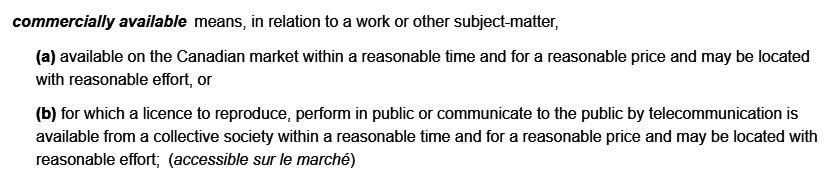 commercially available means, in relation to a work or other subject-matter,
(a) available on the Canadian market within a reasonable time and for a reasonable price and may be located
with reasonable effort, or
(b) for which a licence to reproduce, perform in public or communicate to the public by telecommunication is
available from a collective society within a reasonable time and for a reasonable price and may be located with
reasonable effort; (accessible sur le marché)